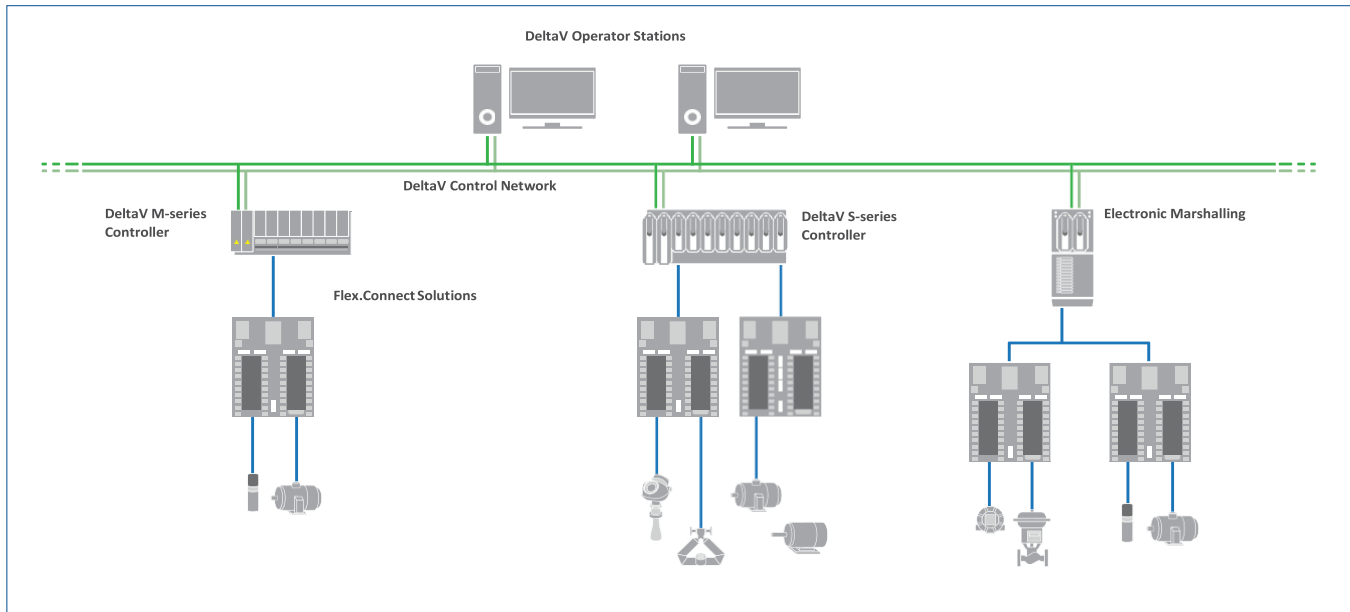 DeltaV Operator Stations
DeltaV Control Network
DeltaV M-series
Controller
DeltaV S-series
Controller
Electronic Marshalling
Flex.Connect Solutions